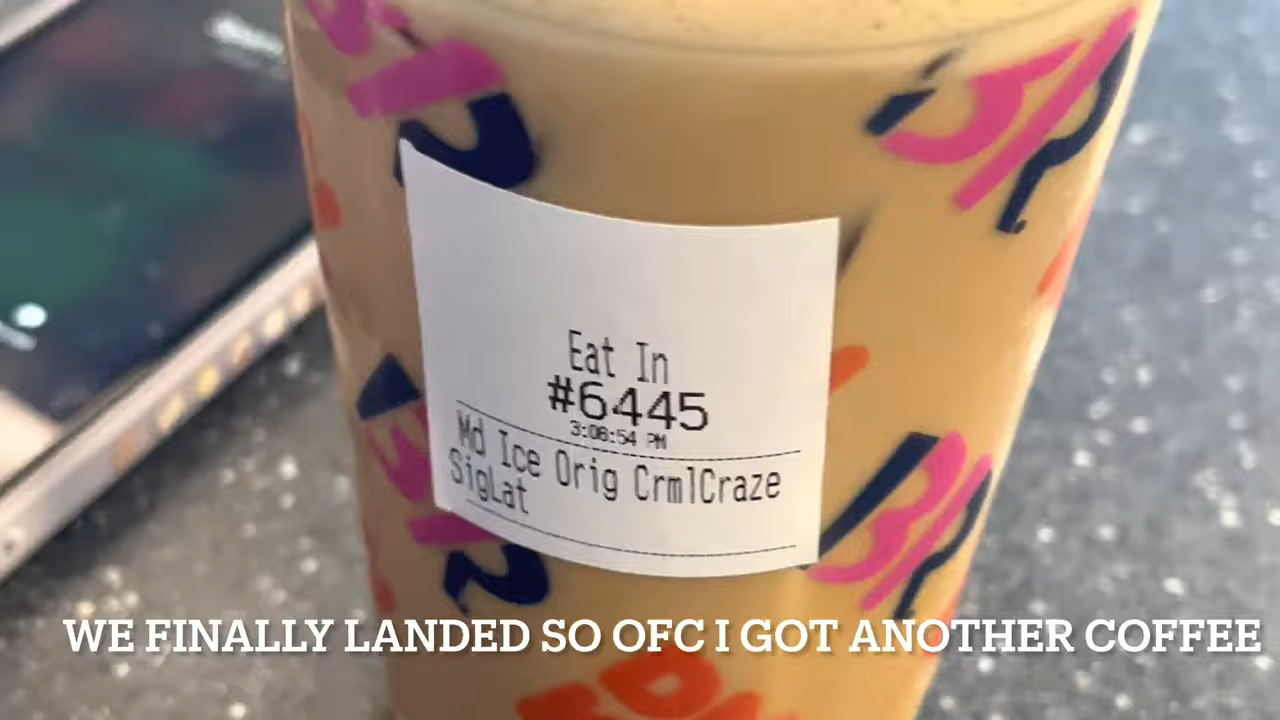 Eat In
#6445
3:08:54 PM
Md Ice Orig CrmlCraze
SigLat
WE FINALLY LANDED SO OFC I GOT ANOTHER COFFEE